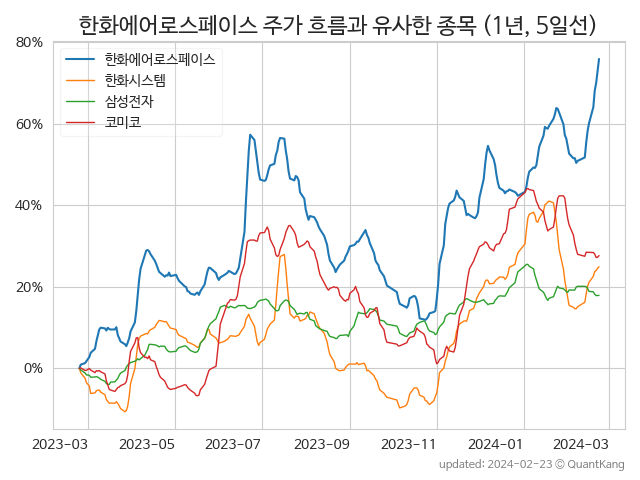 한화에어로스페이스 주가 흐름과 유사한 종목 (1년, 5일선)
80%
60%
40%
20%
0%
한화에어로스페이스
한화시스템
삼성전자
코미코
2023-03 2023-05 2023-07 2023-09 2023-11 2024-01 2024-03
updated: 2024-02-23 © QuantKang